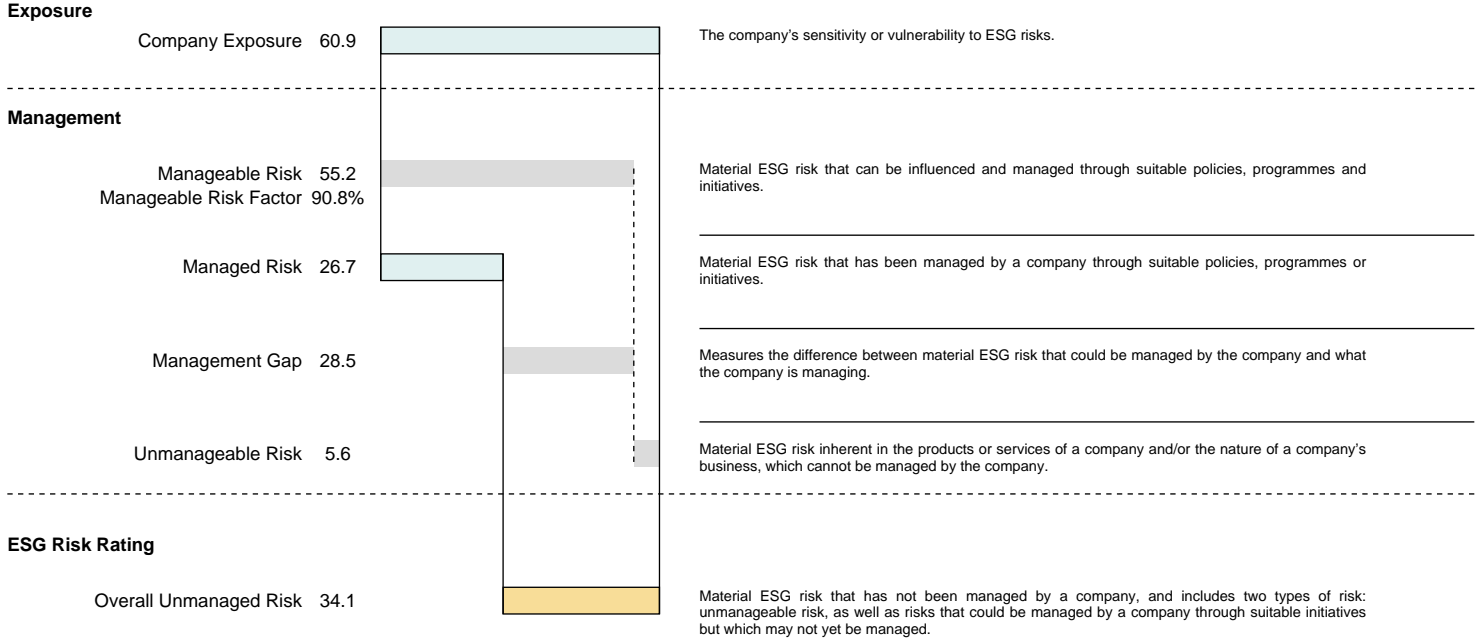 Exposure
Company Exposure 60.9
The company’s sensitivity or vulnerability to ESG risks.
Management
Manageable Risk 55.2
Manageable Risk Factor 90.8%
Material ESG risk that can be influenced and managed through suitable policies, programmes and
initiatives.
Managed Risk 26.7
Material ESG risk that has been managed by a company through suitable policies, programmes or
initiatives.
Management Gap 28.5
Measures the difference between material ESG risk that could be managed by the company and what
the company is managing.
Unmanageable Risk 5.6
Material ESG risk inherent in the products or services of a company and/or the nature of a company’s
business, which cannot be managed by the company.
ESG Risk Rating
Overall Unmanaged Risk 34.1
Material ESG risk that has not been managed by a company, and includes two types of risk:
unmanageable risk, as well as risks that could be managed by a company through suitable initiatives
but which may not yet be managed.